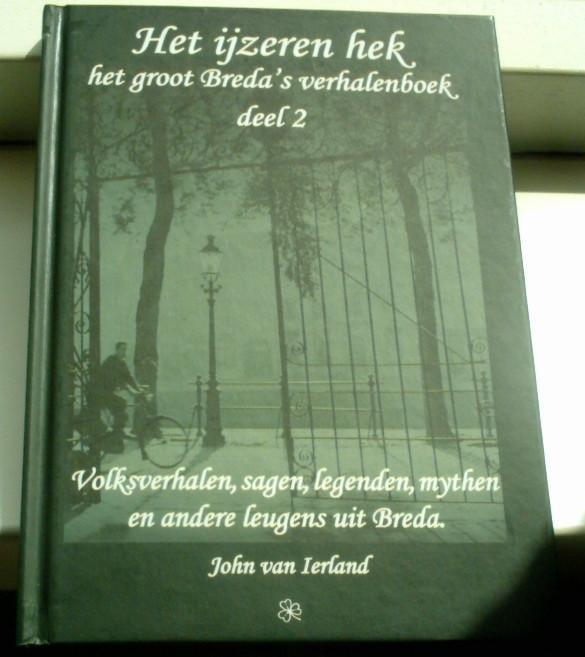 Het ijzeren hek
het groot Breda's verhalenboek
deel 2
Volksverhalen, sagen, legenden, mythen
en andere leugens uit Breda.
John van Ierland